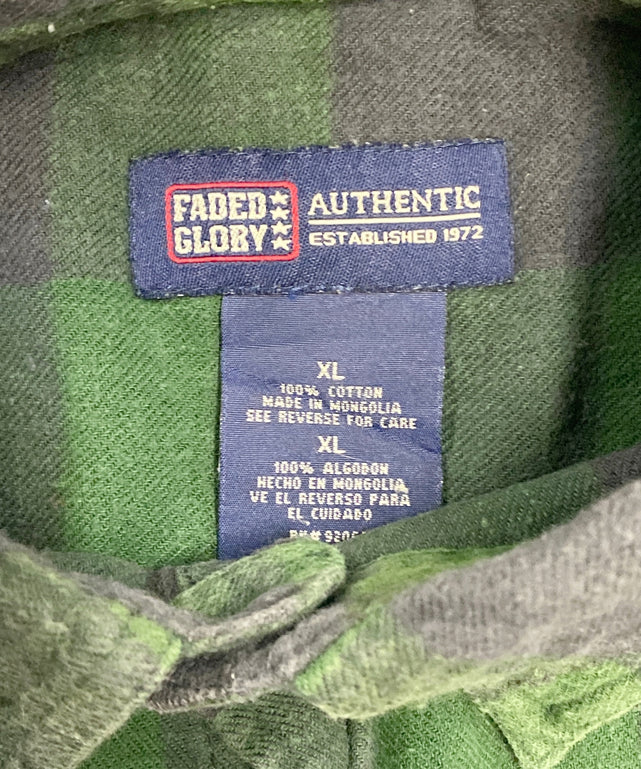 FADED
GLORY
AUTHENTIC
ESTABLISHED 1972
XL
100% COTTON
MADE IN MONGOLIA
SEE REVERSE FOR CARE
XL
100% ALGODON
HECHO EN MONGOLIA
VE EL REVERSO PARA
EL CUIDADO